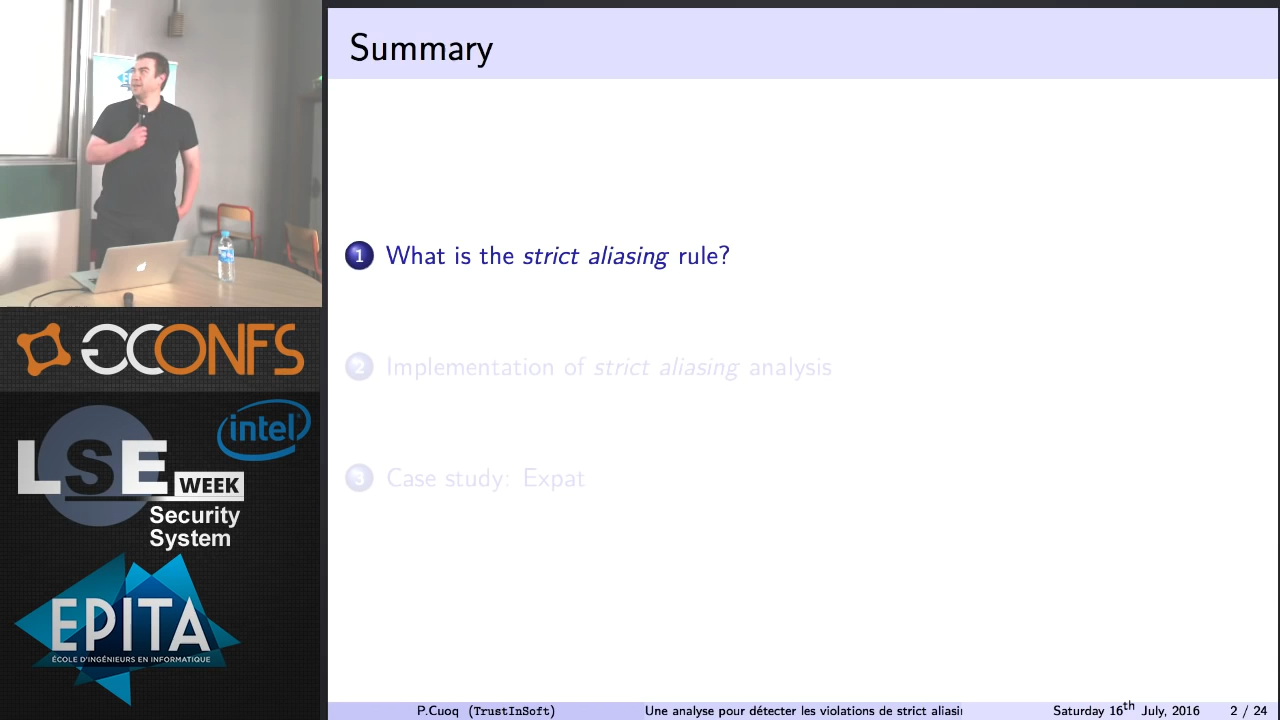 Summary
1 What is the strict aliasing rule?
2 Implementation of strict aliasing analysis
3 Case study: Expat
P.Cuoq (TrustInSoft) Une analyse pour détecter les violations de strict aliasi Saturday 16th July, 2016 2 / 24
CONFS
intel
LSE
WEEK
Security
System
EPITA
ÉCOLE D'INGÉNIEURS EN INFORMATIQUE